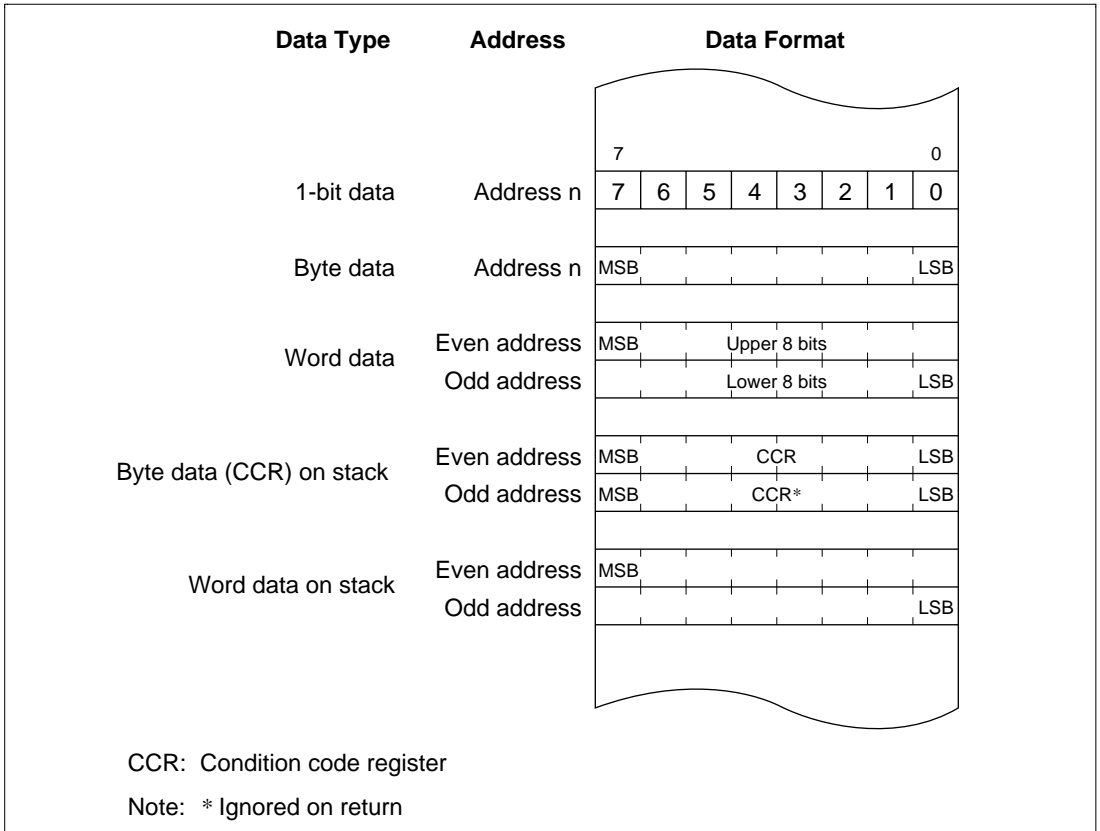 Data Type Address Data Format
7 0
1-bit data Address n 7 6 5 4 3 2 1 0
Byte data Address n MSB LSB
Word data
Even address MSB Upper 8 bits
Odd address Lower 8 bits LSB
Byte data (CCR) on stack
Even address MSB CCR LSB
Odd address MSB CCR* LSB
Word data on stack
Even address MSB
Odd address LSB
CCR: Condition code register
Note: * Ignored on return